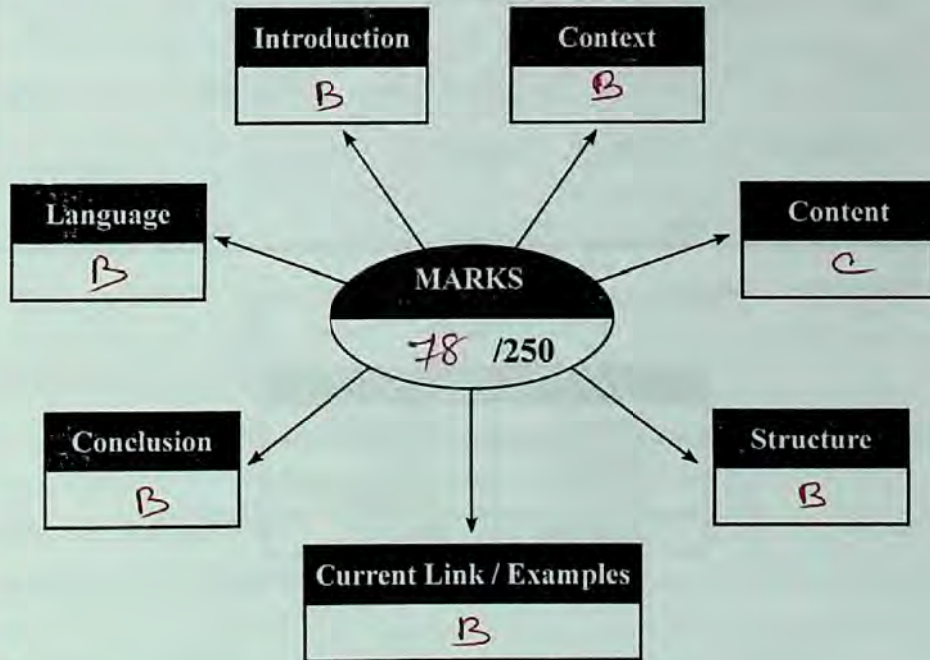 Introduction
B
Context
B
Language
B
Content
C
MARKS
78 /250
Conclusion
B
Structure
B
Current Link / Examples
B